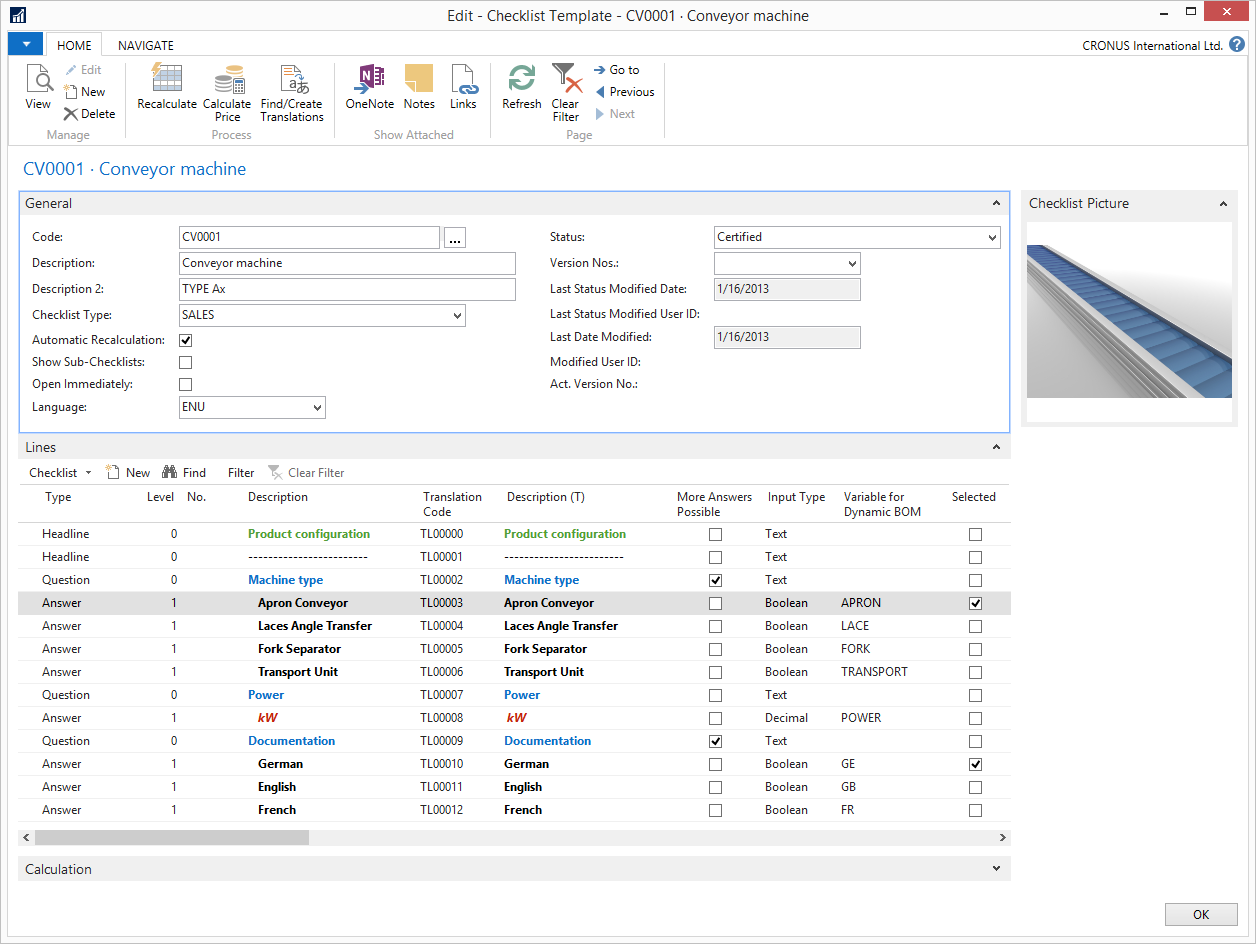 Edit - Checklist Template - CV0001 · Conveyor machine
HOME NAVIGATE CRONUS International Ltd. ?
View Edit New Delete
Manage
Recalculate Calculate Price Find/Create Translations
Process
OneNote Notes Links
Show Attached
Refresh Clear Filter Go to Previous Next
Page
CV0001 · Conveyor machine
General
Code: CV0001 ...
Description: Conveyor machine
Description 2: TYPE Ax
Checklist Type: SALES
Automatic Recalculation:
Show Sub-Checklists:
Open Immediately:
Language: ENU
Status: Certified
Version Nos.:
Last Status Modified Date: 1/16/2013
Last Status Modified User ID:
Last Date Modified: 1/16/2013
Modified User ID:
Act. Version No.:
Checklist Picture
Lines
Checklist New Find Filter Clear Filter
Type Level No. Description Translation Code Description (T) More Answers Possible Input Type Variable for Dynamic BOM Selected
Headline 0 Product configuration TL00000 Product configuration Text
Headline 0 ------------------------ TL00001 ------------------------ Text
Question 0 Machine type TL00002 Machine type Text
Answer 1 Apron Conveyor TL00003 Apron Conveyor Boolean APRON
Answer 1 Laces Angle Transfer TL00004 Laces Angle Transfer Boolean LACE
Answer 1 Fork Separator TL00005 Fork Separator Boolean FORK
Answer 1 Transport Unit TL00006 Transport Unit Boolean TRANSPORT
Question 0 Power TL00007 Power Text
Answer 1 kW TL00008 kW Decimal POWER
Question 0 Documentation TL00009 Documentation Text
Answer 1 German TL00010 German Boolean GE
Answer 1 English TL00011 English Boolean GB
Answer 1 French TL00012 French Boolean FR
Calculation
OK